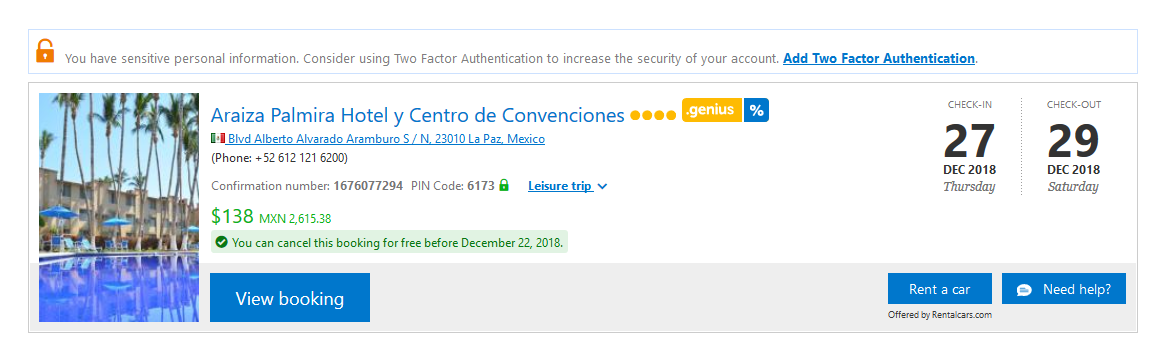 You have sensitive personal information. Consider using Two Factor Authentication to increase the security of your account. Add Two Factor Authentication.
Araiza Palmira Hotel y Centro de Convenciones .genius %
Blvd Alberto Alvarado Aramburo S / N, 23010 La Paz, Mexico
(Phone: +52 612 121 6200)
Confirmation number: 1676077294 PIN Code: 6173 Leisure trip
$138 MXN 2,615.38
You can cancel this booking for free before December 22, 2018.
CHECK-IN
27
DEC 2018
Thursday
CHECK-OUT
29
DEC 2018
Saturday
View booking
Rent a car
Offered by Rentalcars.com
Need help?